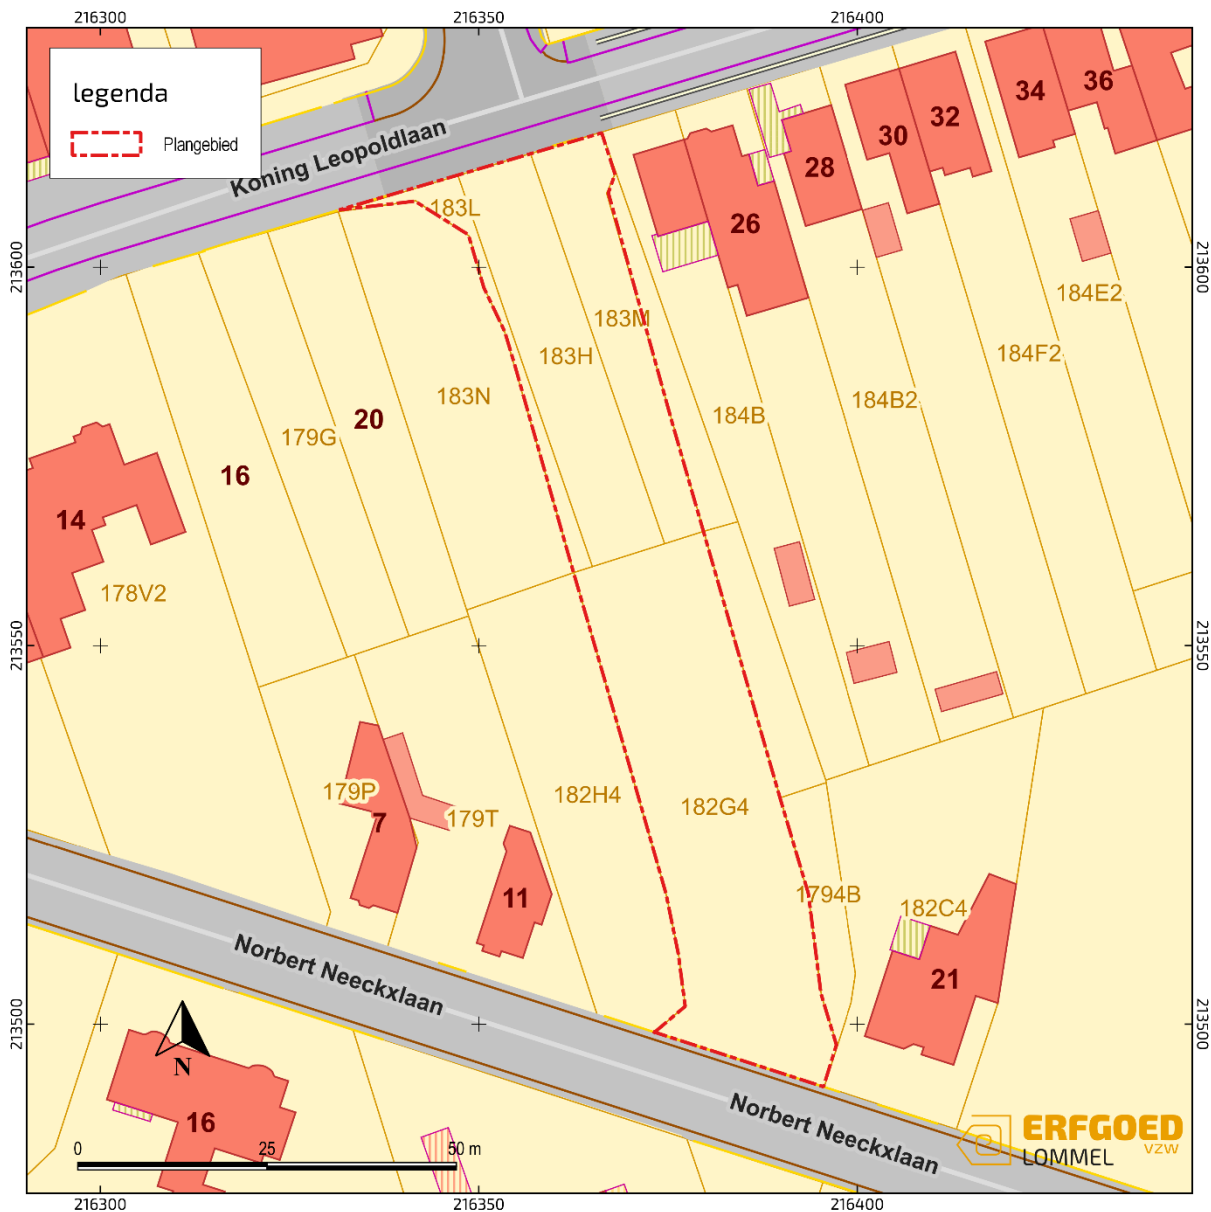 216300
216350
216400
legenda
Plangebied
Koning Leopoldlaan
34
36
32
30
28
26
183L
213600
213600
184E2
183M
184F2
183H
183N
184B2
184B
20
179G
16
14
178V2
213550
213550
179P
182H4
182G4
179T
7
11
1794B
182C4
21
Norbert Neeckxlaan
213500
213500
N
16
Norbert Neeckxlaan
0
25
50 m
ERFGOED
VZW
LOMMEL
216300
216350
216400